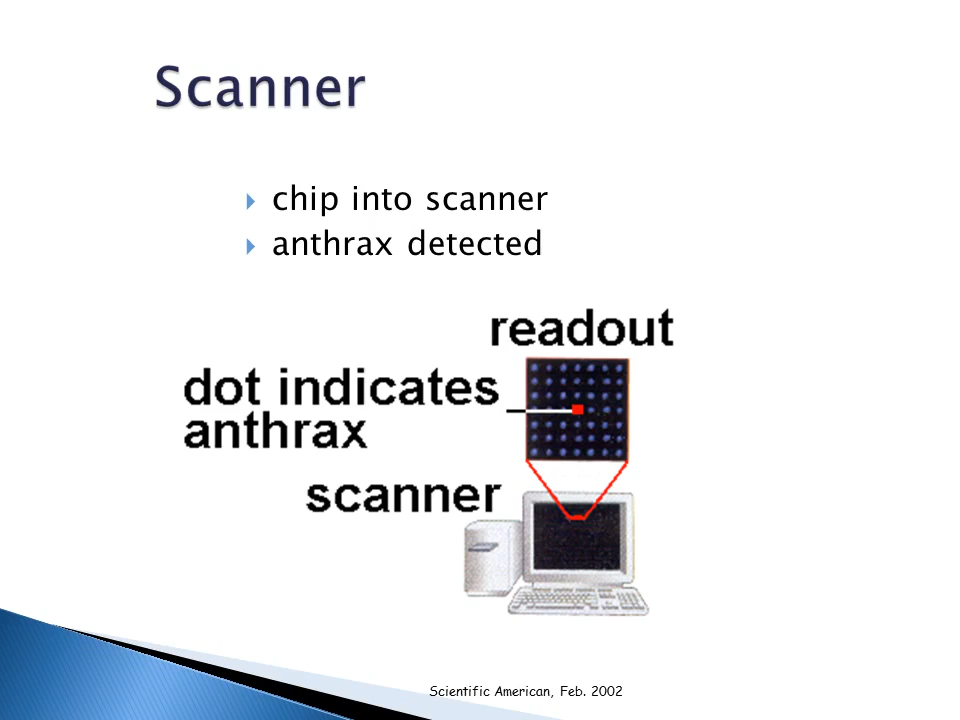 Scanner
chip into scanner
anthrax detected
readout
dot indicates
anthrax
scanner
Scientific American, Feb. 2002